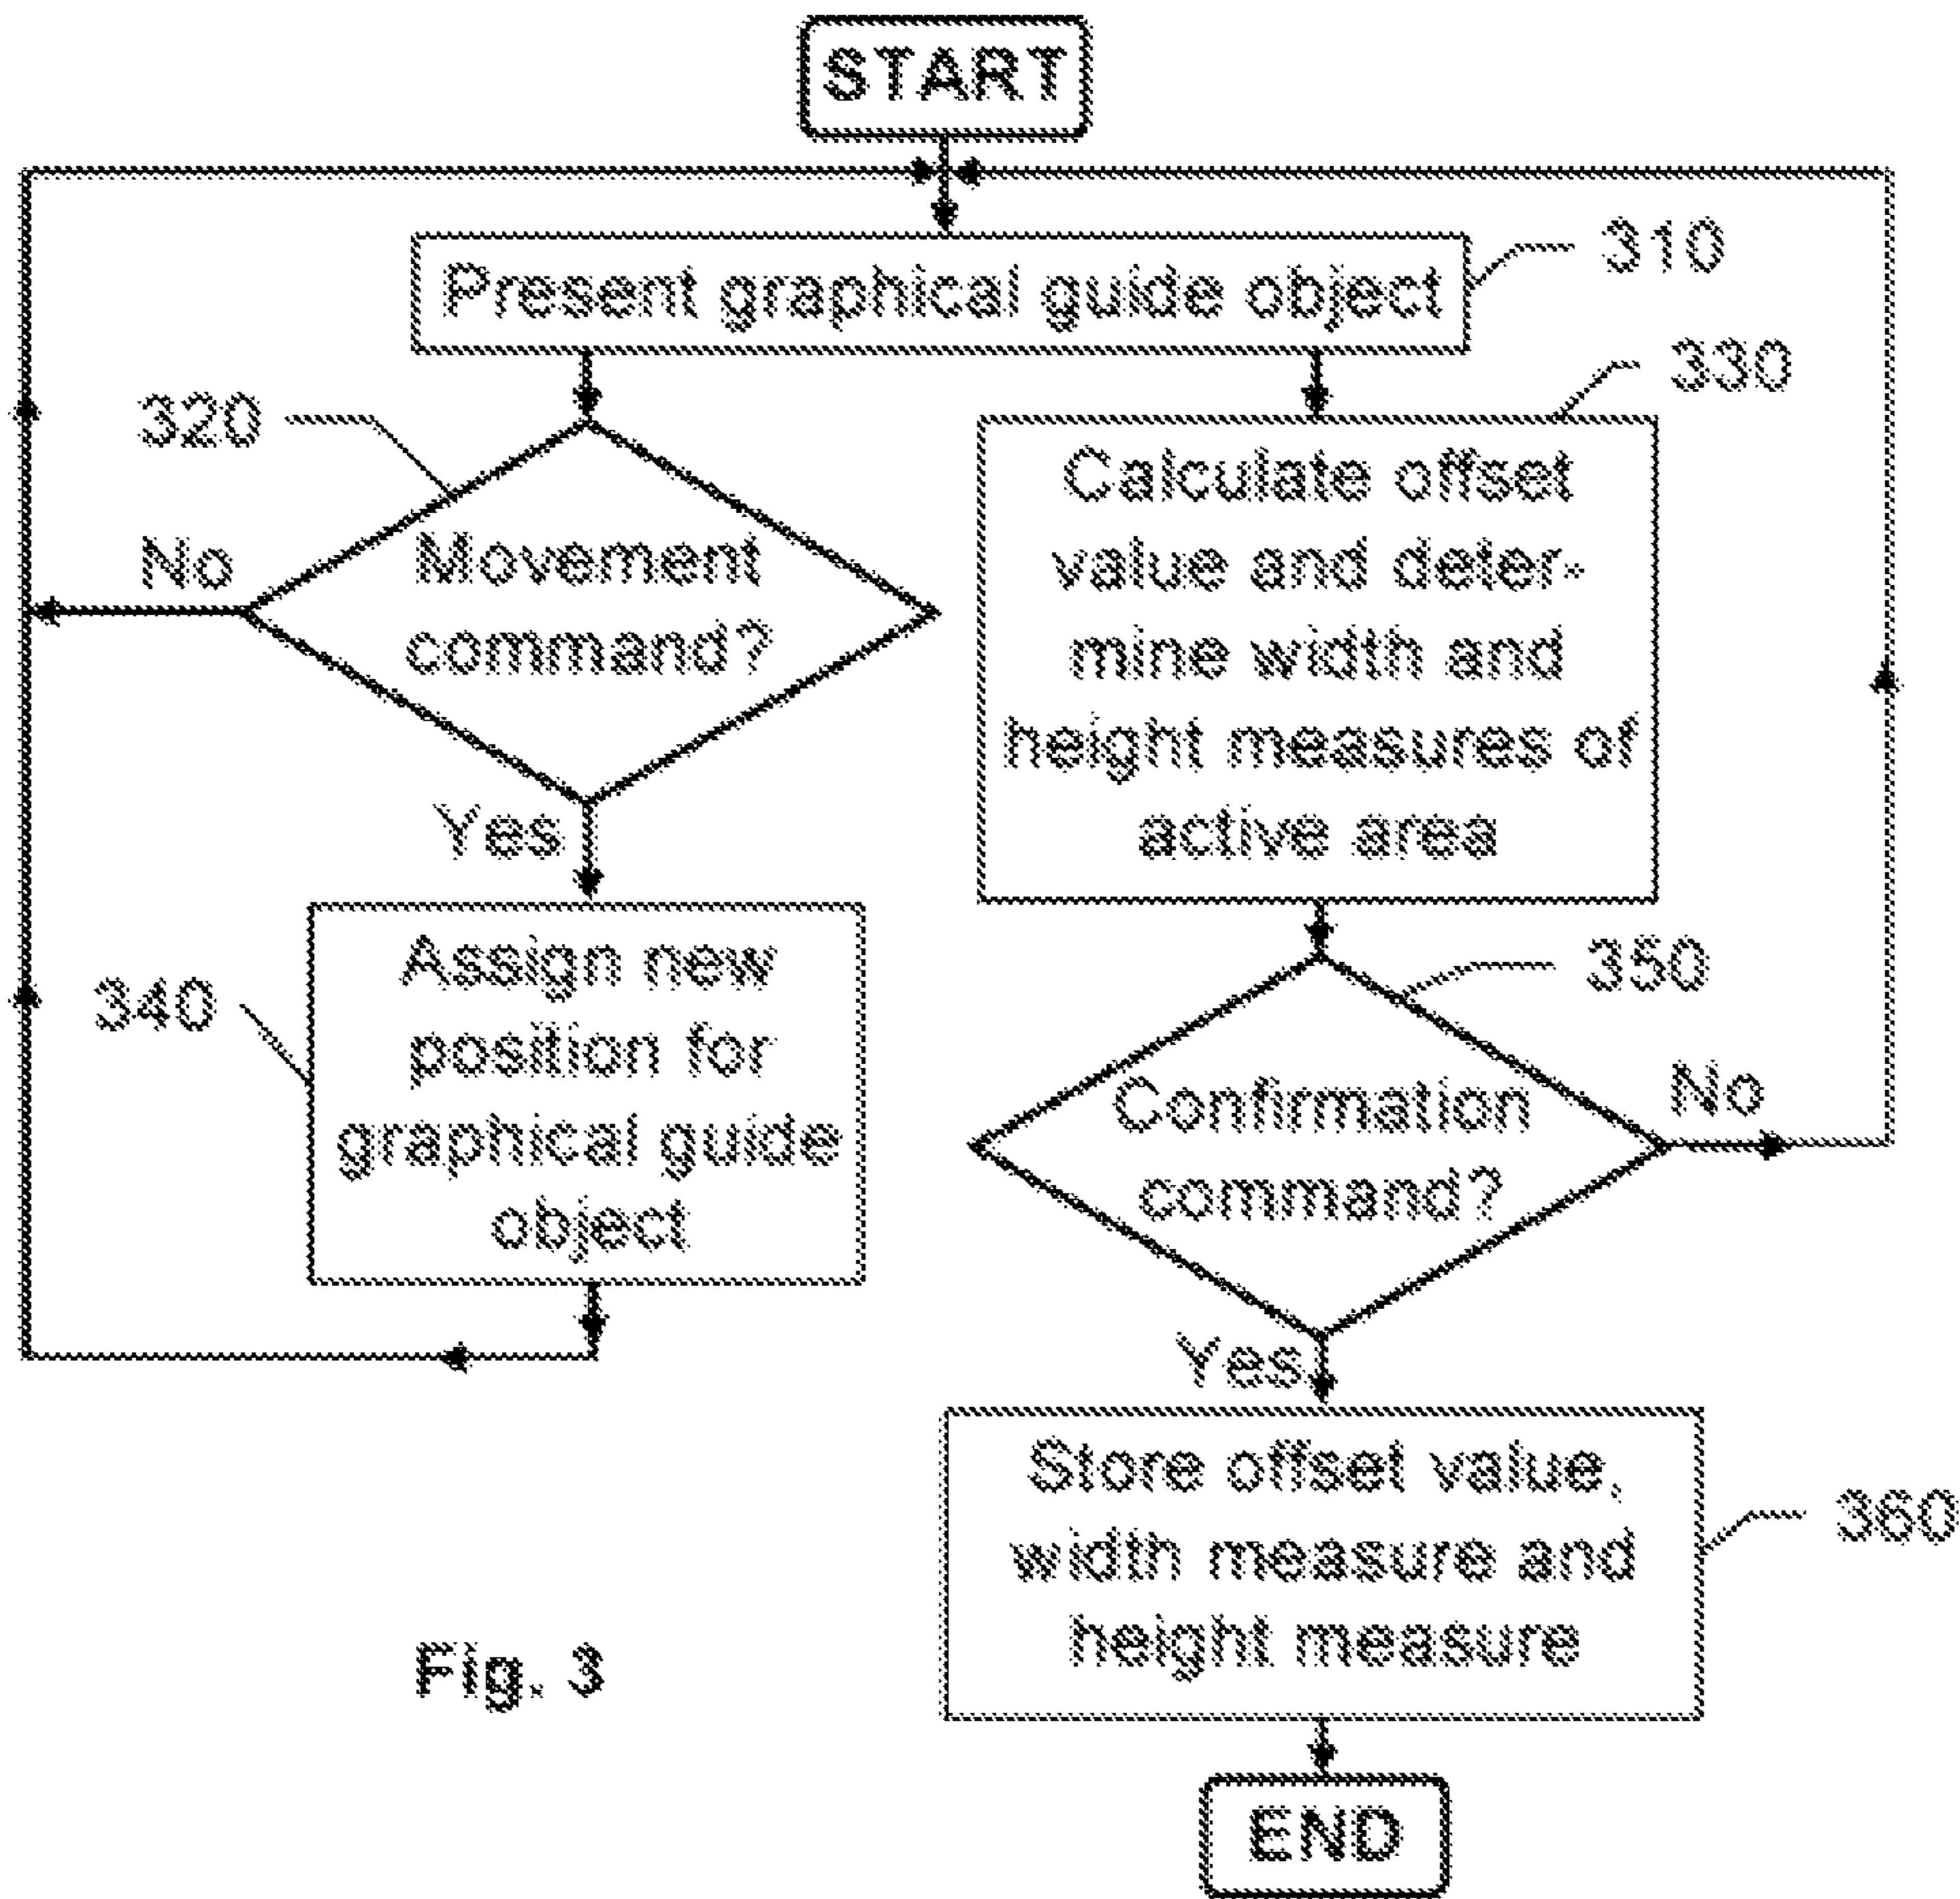 START
310
Present graphical guide object
330
320
Calculate offset
value and deter-
mine width and
height measures of
active area
No
Movement
command?
Yes
Assign new
position for
graphical guide
object
340
350
Confirmation
command?
No
Yes
Store offset value,
width measure and
height measure
360
Fig. 3
END